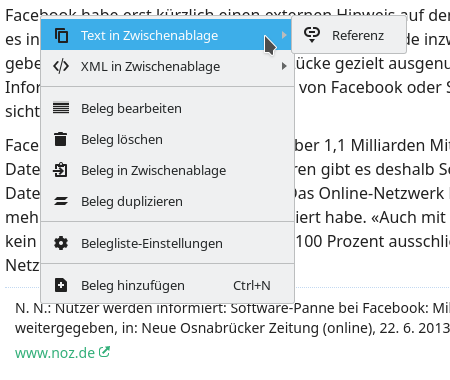 Facebook habe erst kürzlich einen externen Hinweis auf der
Text in Zwischenablage
Referenz
es in
de inzw
XML in Zwischenablage
gebe
ücke gezielt ausgenu
Infor
von Facebook oder S
Beleg bearbeiten
sicht
Beleg löschen
Face
ber 1,1 Milliarden Mit
Beleg in Zwischenablage
Date
ren gibt es deshalb S
Beleg duplizieren
Date
Das Online-Netzwerk
meh
iert habe. «Auch mit
Belegliste-Einstellungen
kein
100 Prozent ausschli
Netz
Beleg hinzufügen Ctrl+N
N. N.: Nutzer werden informiert: Software-Panne bei Facebook: Mil
weitergegeben, in: Neue Osnabrücker Zeitung (online), 22. 6. 2013
www.noz.de